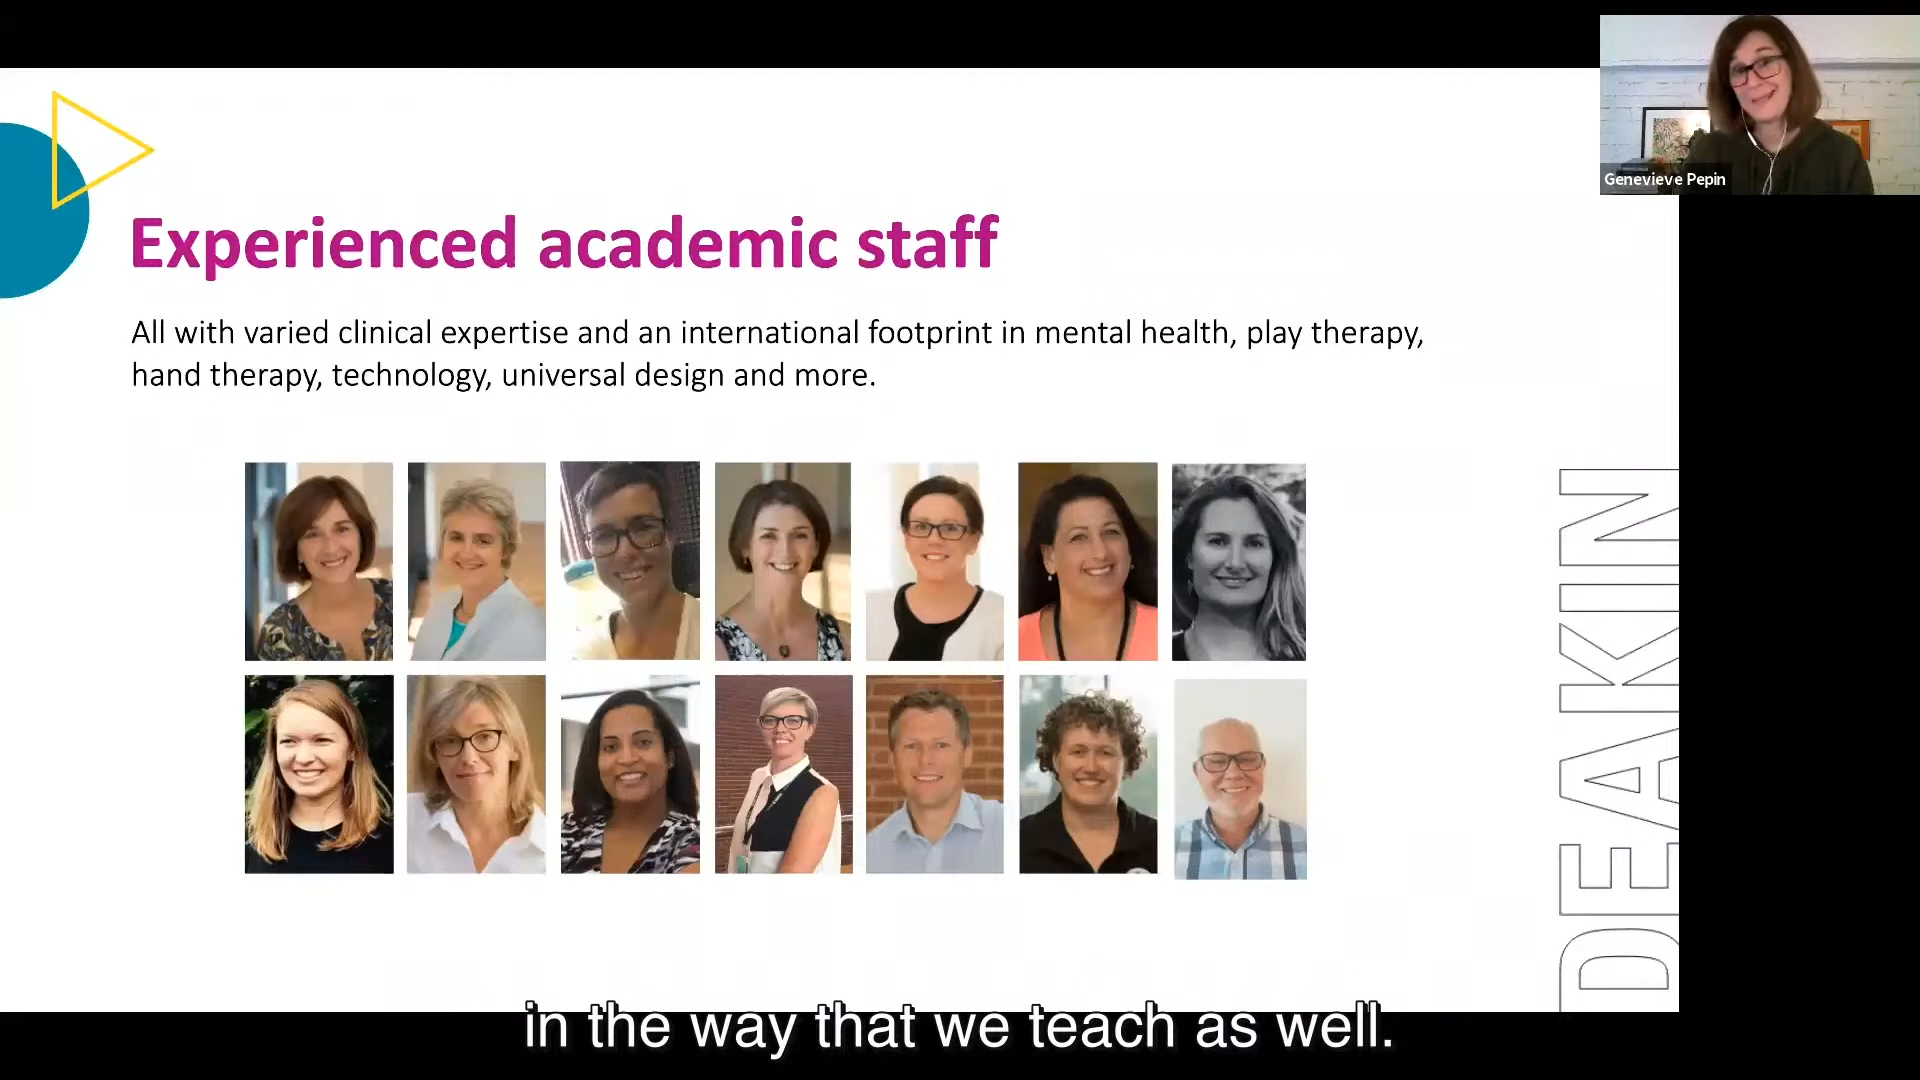 Genevieve Pepin
Experienced academic staff
All with varied clinical expertise and an international footprint in mental health, play therapy,
hand therapy, technology, universal design and more.
DEAKIN
in the way that we teach as well.